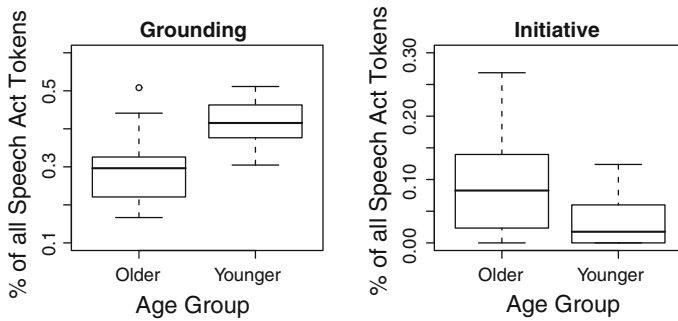 Grounding
% of all Speech Act Tokens
0.5
0.3
0.1
Older Younger
Age Group
Initiative
% of all Speech Act Tokens
0.30
0.20
0.10
0.00
Older Younger
Age Group